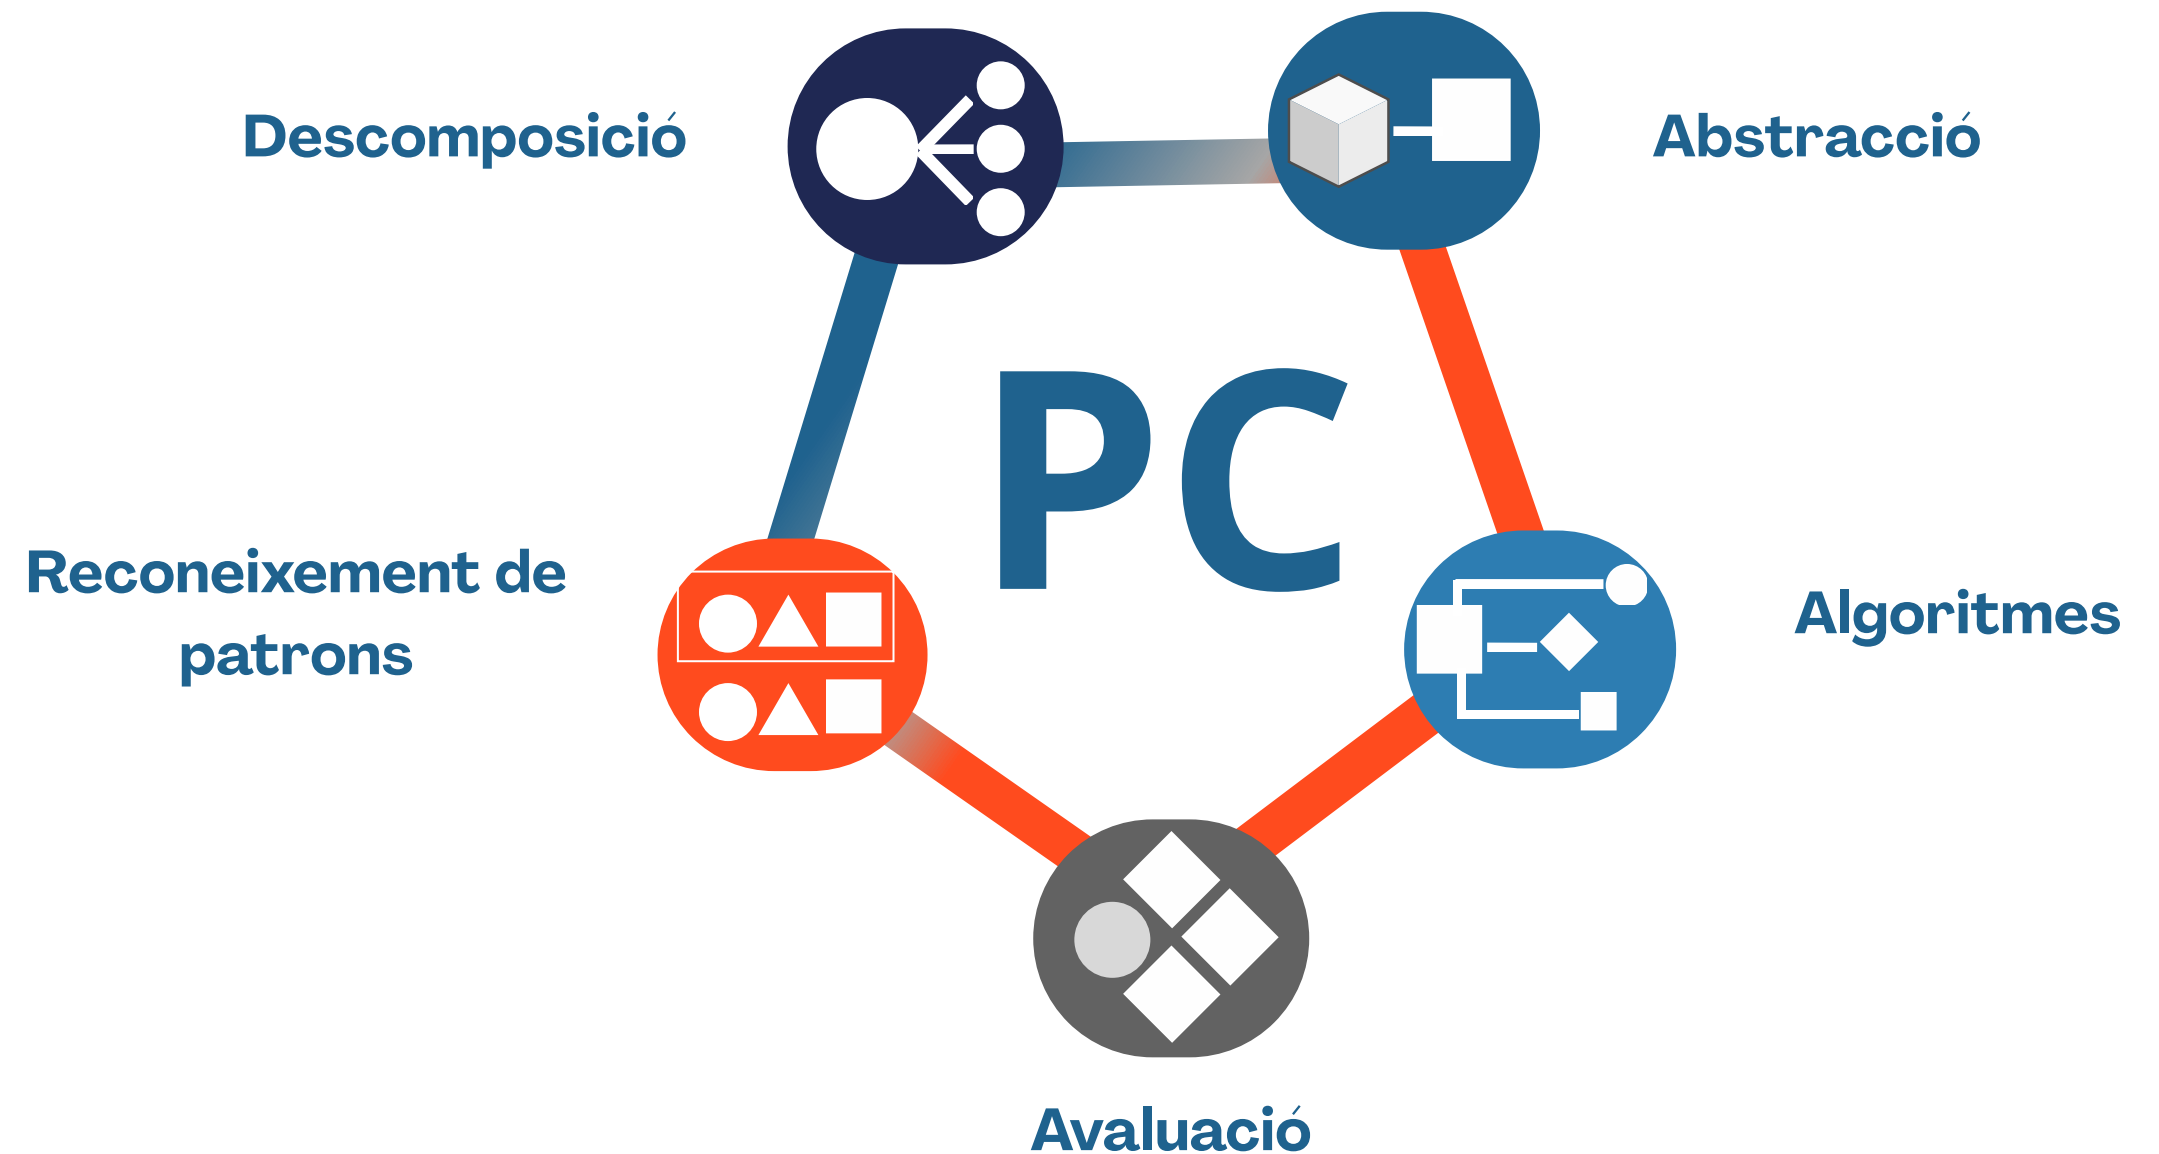 Descomposició
Abstracció
PC
Reconeixement de
patrons
Algoritmes
Avaluació